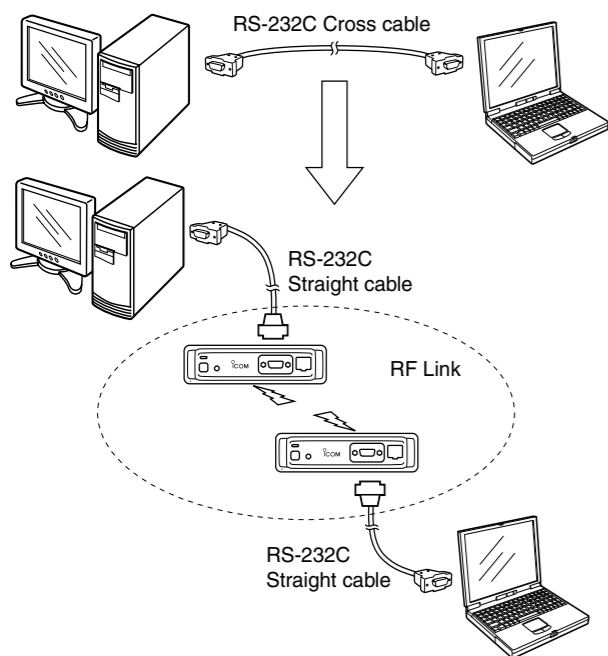 RS-232C Cross cable
RS-232C
Straight cable
iCOM
RF Link
iCOM
RS-232C
Straight cable